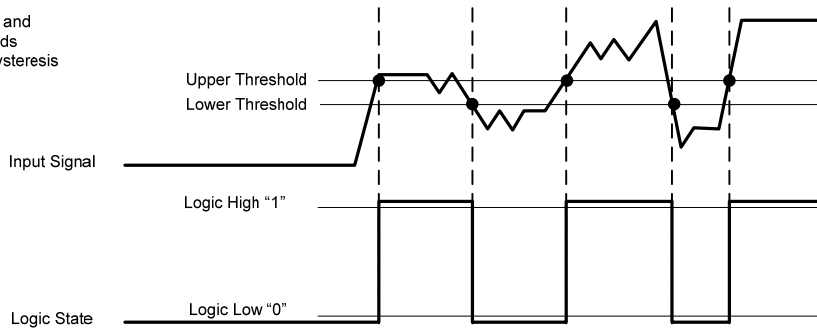 and
ds
ysteresis
Upper Threshold
Lower Threshold
Input Signal
Logic High “1”
Logic Low “0”
Logic State